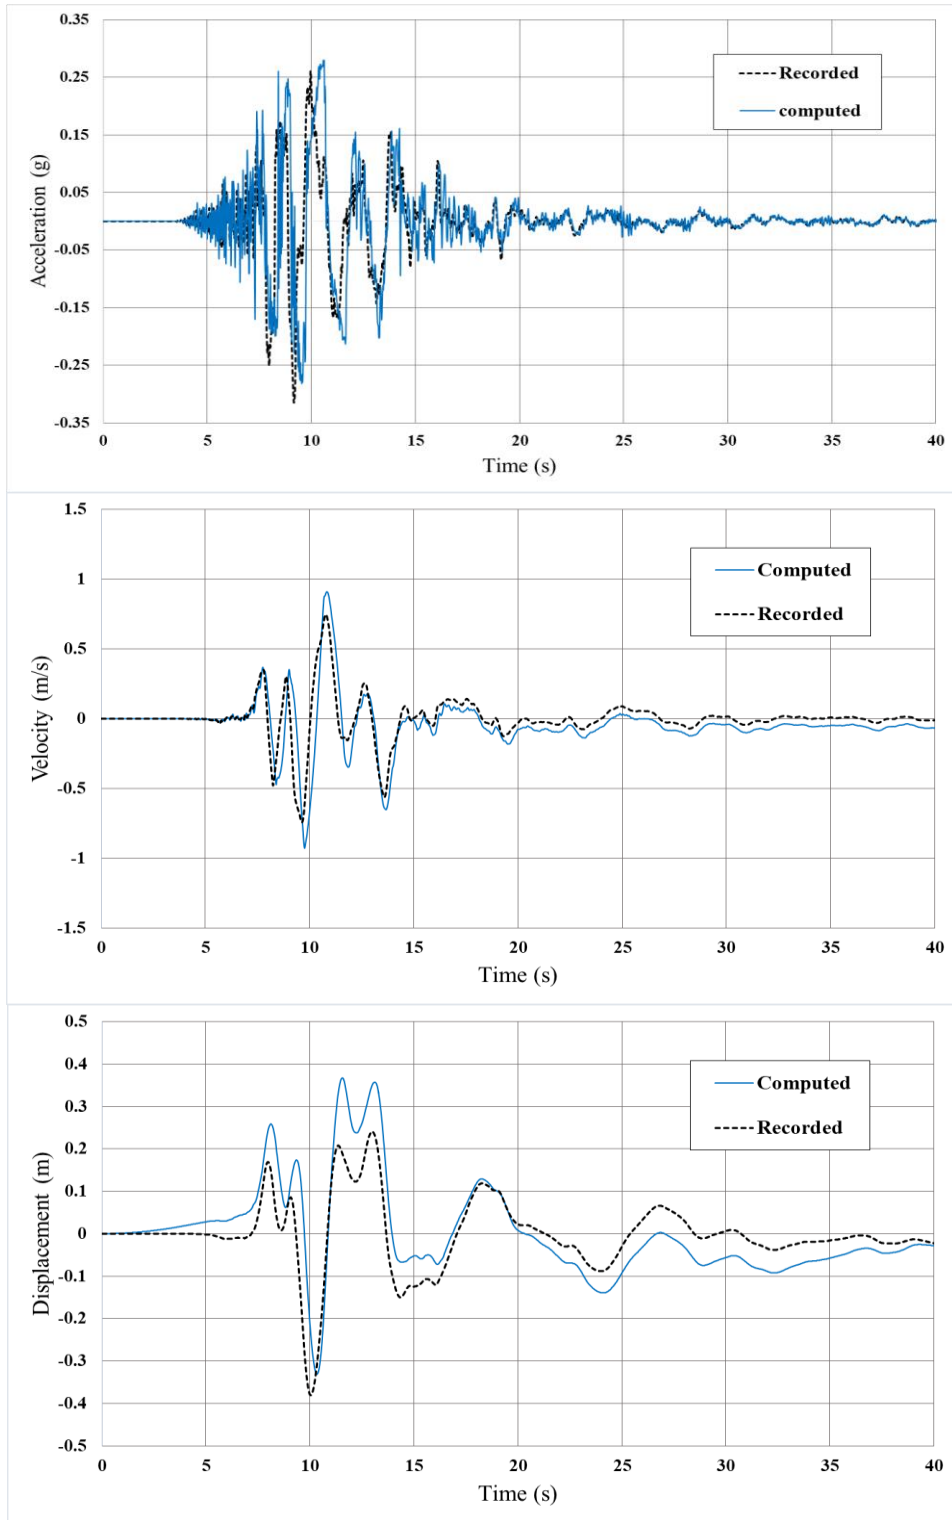 0.35
0.25
0.15
0.05
-0.05
-0.15
-0.25
-0.35
Acceleration (g)
Recorded
computed
0 5 10 15 20 25 30 35 40
Time (s)
1.5
1
0.5
0
-0.5
-1
-1.5
Velocity (m/s)
Computed
Recorded
0 5 10 15 20 25 30 35 40
Time (s)
0.5
0.4
0.3
0.2
0.1
0
-0.1
-0.2
-0.3
-0.4
-0.5
Displacement (m)
Computed
Recorded
0 5 10 15 20 25 30 35 40
Time (s)